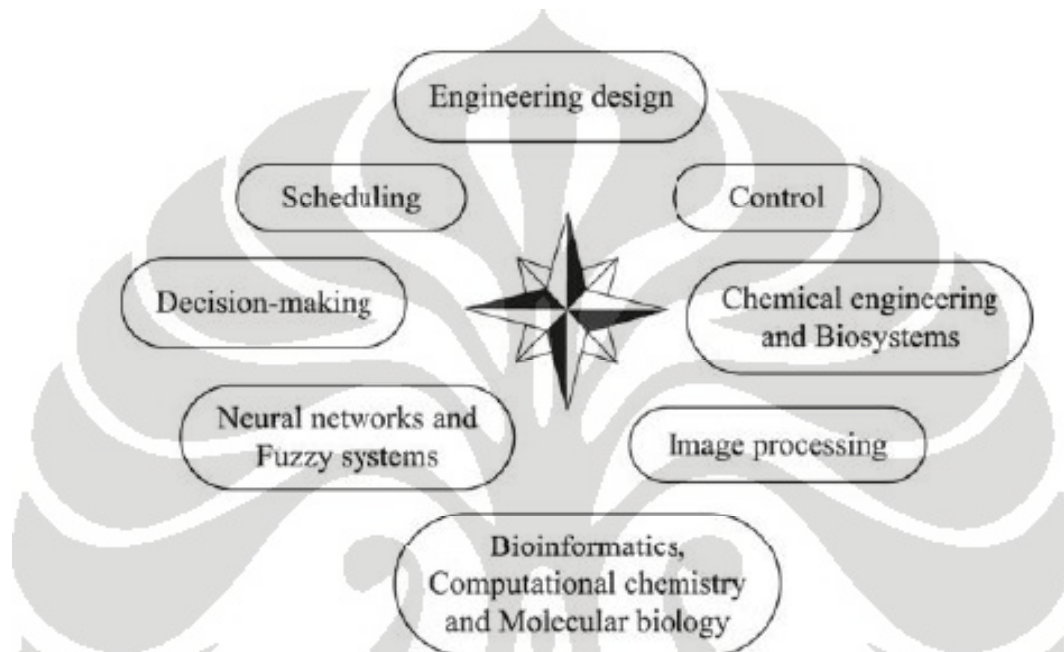 Engineering design
Scheduling
Control
Decision-making
Chemical engineering
and Biosystems
Neural networks and
Fuzzy systems
Image processing
Bioinformatics,
Computational chemistry
and Molecular biology